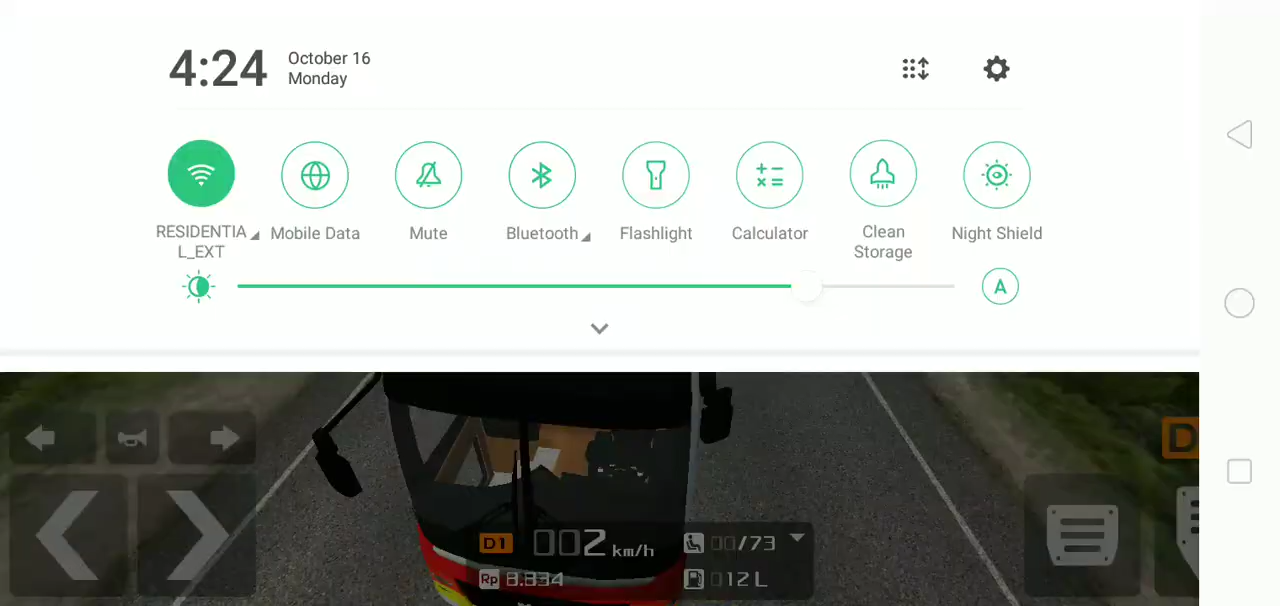 4:24
October 16
Monday
RESIDENTIA
L_EXT
Mobile Data
Mute
Bluetooth
Flashlight
Calculator
Clean
Storage
Night Shield
A
D
D1 002 km/h 00/73
Rp 8.834 012 L